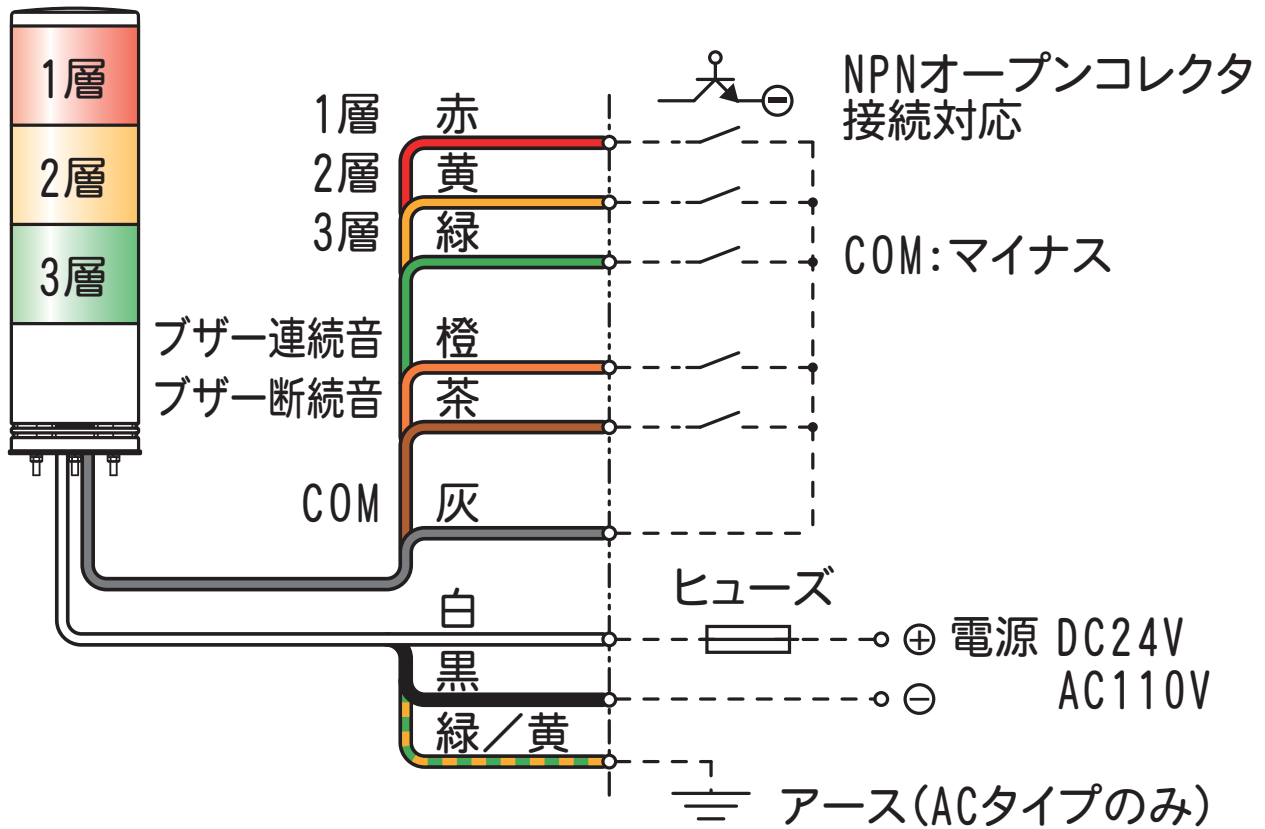 1層
2層
3層
1層 赤
2層 黄
3層 緑
ブザー連続音 橙
ブザー断続音 茶
COM 灰
白
黒
緑／黄
NPNオープンコレクタ
接続対応
COM:マイナス
ヒューズ
⊕ 電源 DC24V
⊖ AC110V
アース(ACタイプのみ)